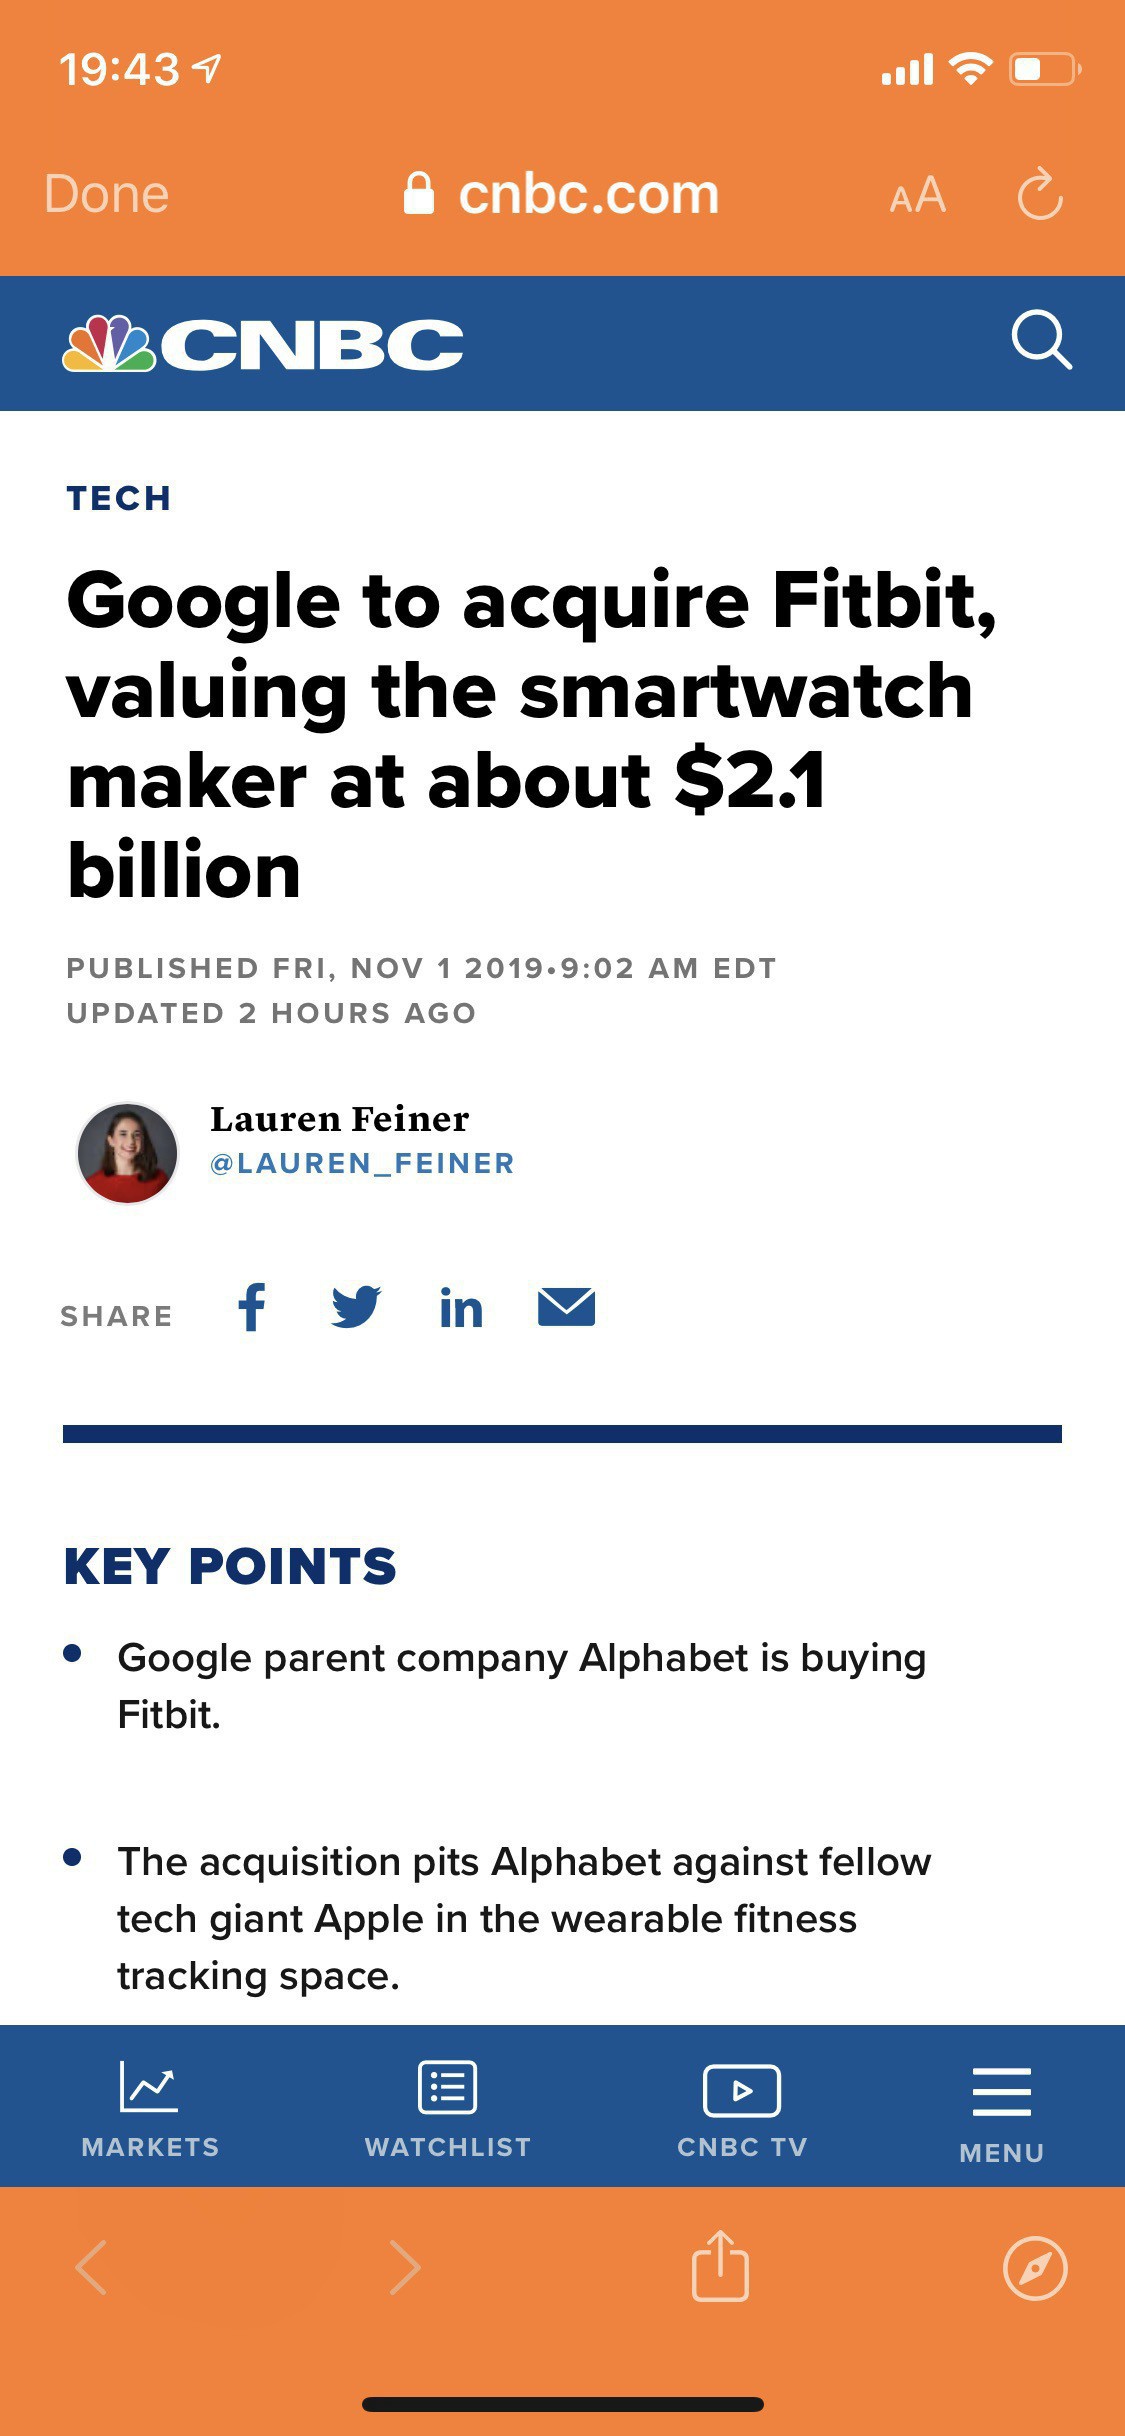 19:43
Done
cnbc.com
AA
CNBC
TECH
Google to acquire Fitbit,
valuing the smartwatch
maker at about $2.1
billion
PUBLISHED FRI, NOV 1 2019•9:02 AM EDT
UPDATED 2 HOURS AGO
Lauren Feiner
@LAUREN_FEINER
SHARE
f
in
KEY POINTS
• Google parent company Alphabet is buying
Fitbit.
• The acquisition pits Alphabet against fellow
tech giant Apple in the wearable fitness
tracking space.
MARKETS
WATCHLIST
CNBC TV
MENU